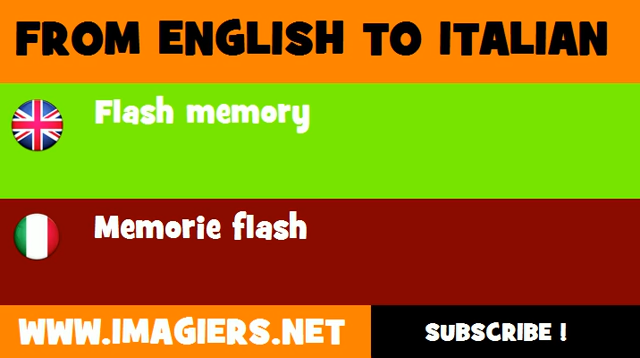 FROM ENGLISH TO ITALIAN
Flash memory
Memorie flash
WWW.IMAGIERS.NET
SUBSCRIBE !